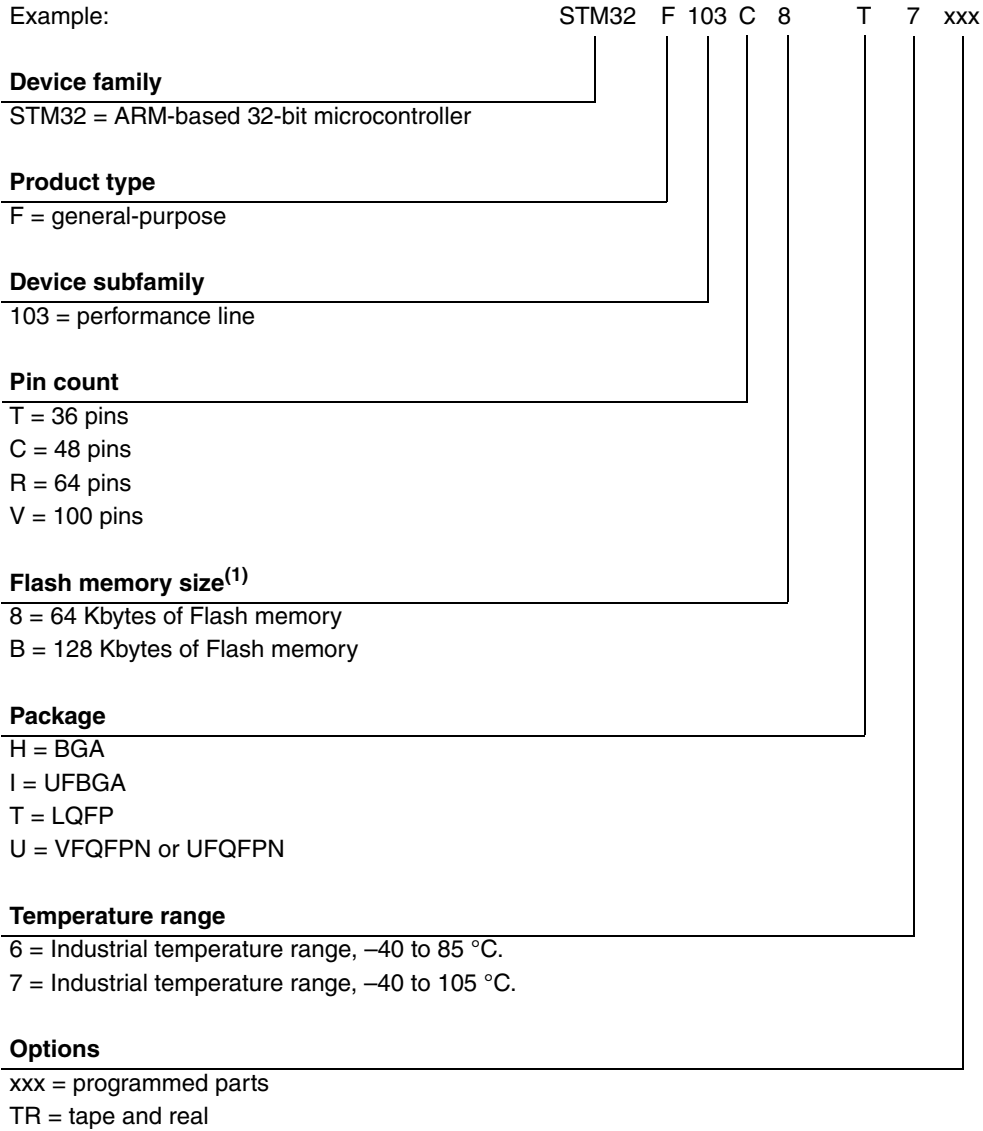 Example: STM32 F 103 C 8 T 7 xxx
Device family
STM32 = ARM-based 32-bit microcontroller
Product type
F = general-purpose
Device subfamily
103 = performance line
Pin count
T = 36 pins
C = 48 pins
R = 64 pins
V = 100 pins
Flash memory size(1)
8 = 64 Kbytes of Flash memory
B = 128 Kbytes of Flash memory
Package
H = BGA
I = UFBGA
T = LQFP
U = VFQFPN or UFQFPN
Temperature range
6 = Industrial temperature range, –40 to 85 °C.
7 = Industrial temperature range, –40 to 105 °C.
Options
xxx = programmed parts
TR = tape and real